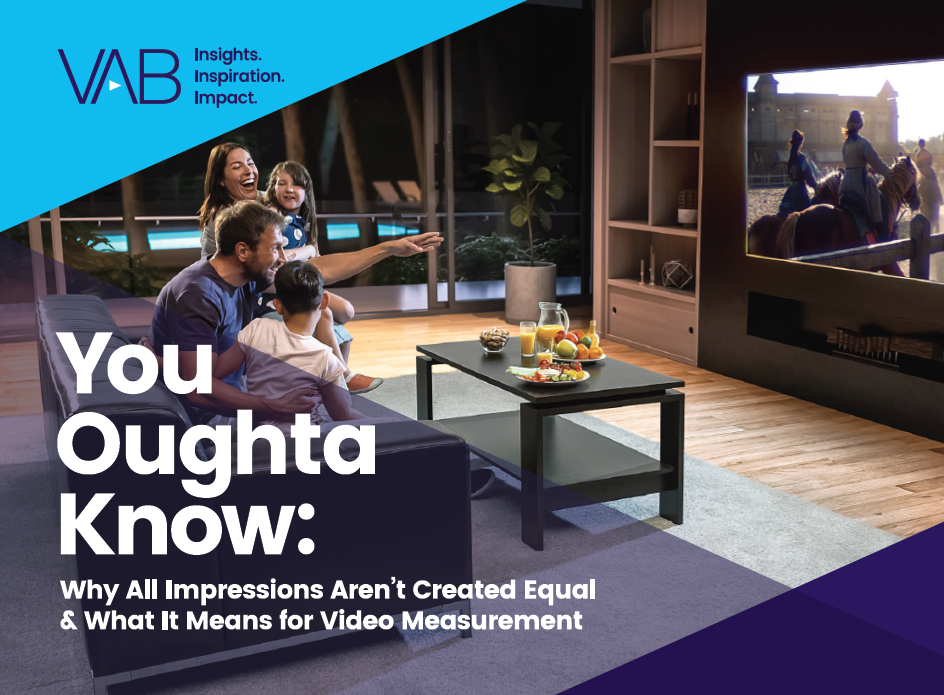 VAB
Insights.
Inspiration.
Impact.
You
Oughta
Know:
Why All Impressions Aren't Created Equal
& What It Means for Video Measurement